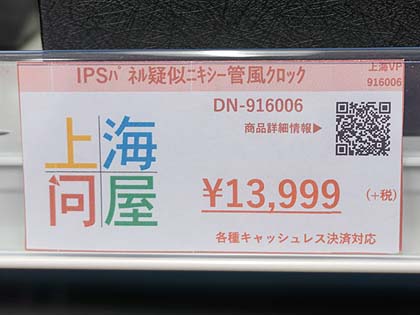 IPSﾊﾟﾈﾙ疑似ﾆｷｼｰ管風ｸﾛｯｸ
上海VP
916006
DN-916006
商品詳細情報▶
上海
問屋
¥13,999
(+税)
各種キャッシュレス決済対応